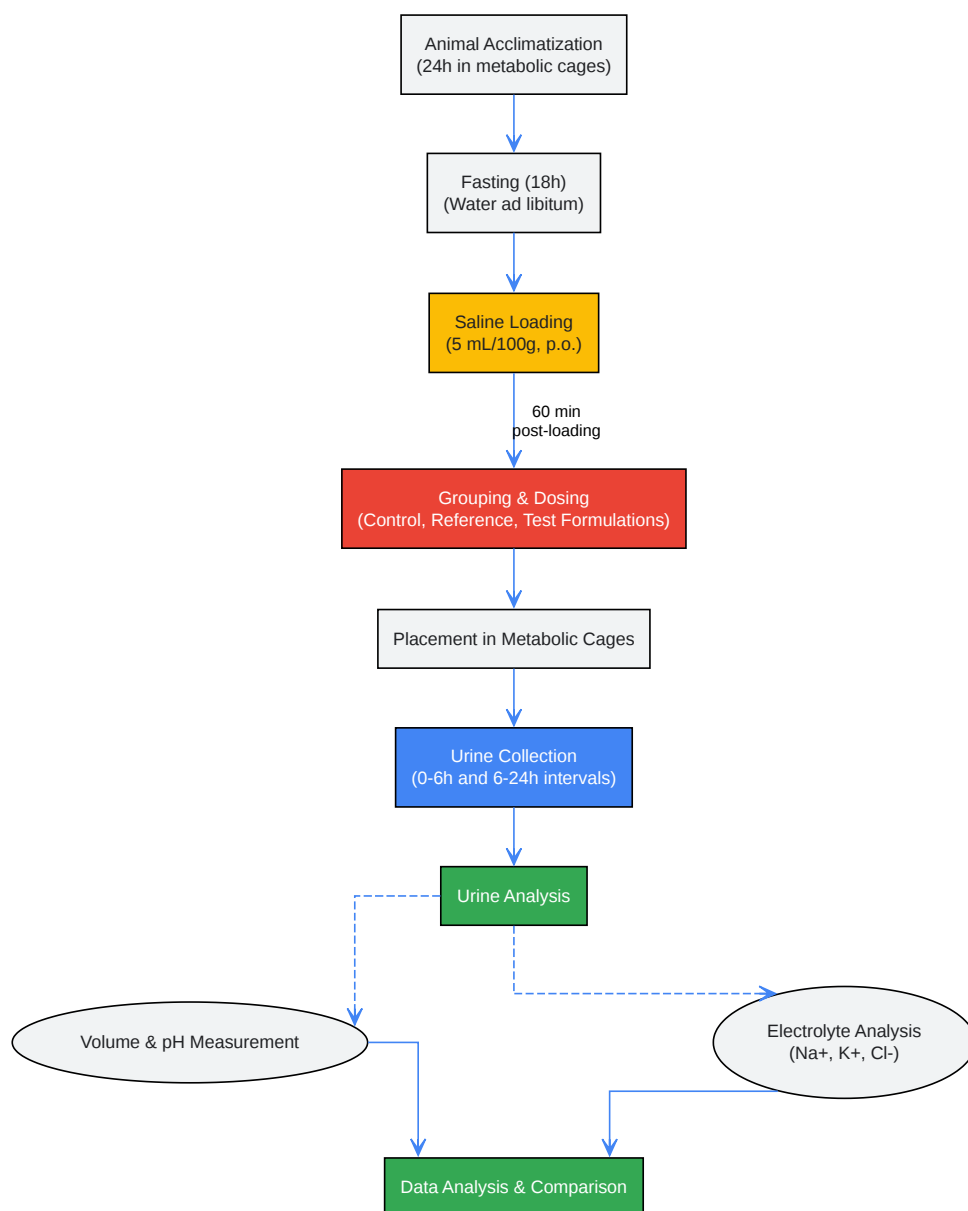 Animal Acclimatization
(24h in metabolic cages)
Fasting (18h)
(Water ad libitum)
Saline Loading
(5 mL/100g, p.o.)
60 min
post-loading
Grouping & Dosing
(Control, Reference, Test Formulations)
Placement in Metabolic Cages
Urine Collection
(0-6h and 6-24h intervals)
Urine Analysis
Volume & pH Measurement
Electrolyte Analysis
(Na+, K+, Cl-)
Data Analysis & Comparison